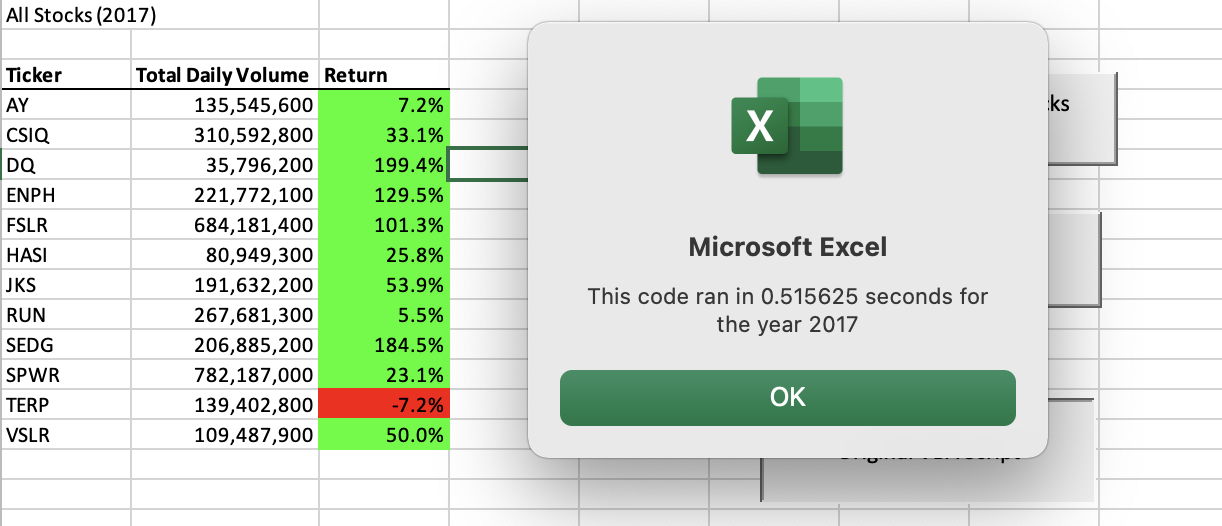 All Stocks (2017)
Ticker Total Daily Volume Return
AY 135,545,600 7.2%
CSIQ 310,592,800 33.1%
DQ 35,796,200 199.4%
ENPH 221,772,100 129.5%
FSLR 684,181,400 101.3%
HASI 80,949,300 25.8%
JKS 191,632,200 53.9%
RUN 267,681,300 5.5%
SEDG 206,885,200 184.5%
SPWR 782,187,000 23.1%
TERP 139,402,800 -7.2%
VSLR 109,487,900 50.0%
X
Microsoft Excel
This code ran in 0.515625 seconds for
the year 2017
OK